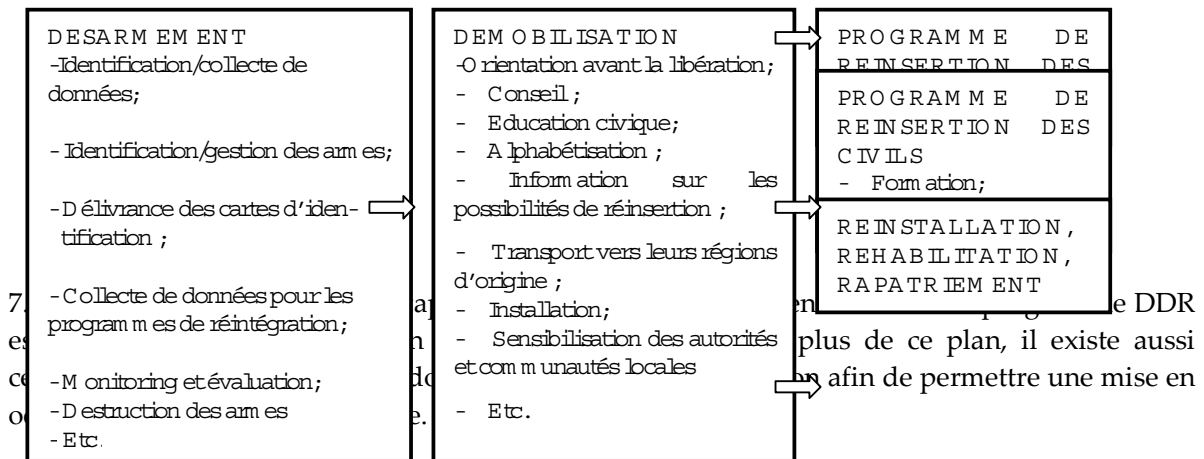 DESARMEMENT
-Identification/collecte de
données;
-Identification/gestion des armes;
-Délivrance des cartes d'iden-
tification ;
-Collecte de données pour les
programmes de réintégration;
-Monitoring et évaluation;
-Destruction des armes
-Etc.
DEMOBILISATION
-Orientation avant la libération;
- Conseil ;
- Education civique;
- Alphabétisation ;
- Information sur les
possibilités de réinsertion ;
- Transport vers leurs régions
d'origine ;
- Installation;
- Sensibilisation des autorités
et communautés locales
- Etc.
PROGRAMME DE
REINSERTION DES
PROGRAMME DE
REINSERTION DES
CIVILS
- Formation;
REINSTALLATION,
REHABILITATION,
RAPATRIEMENT
7. DDR
plus de ce plan, il existe aussi
afin de permettre une mise en